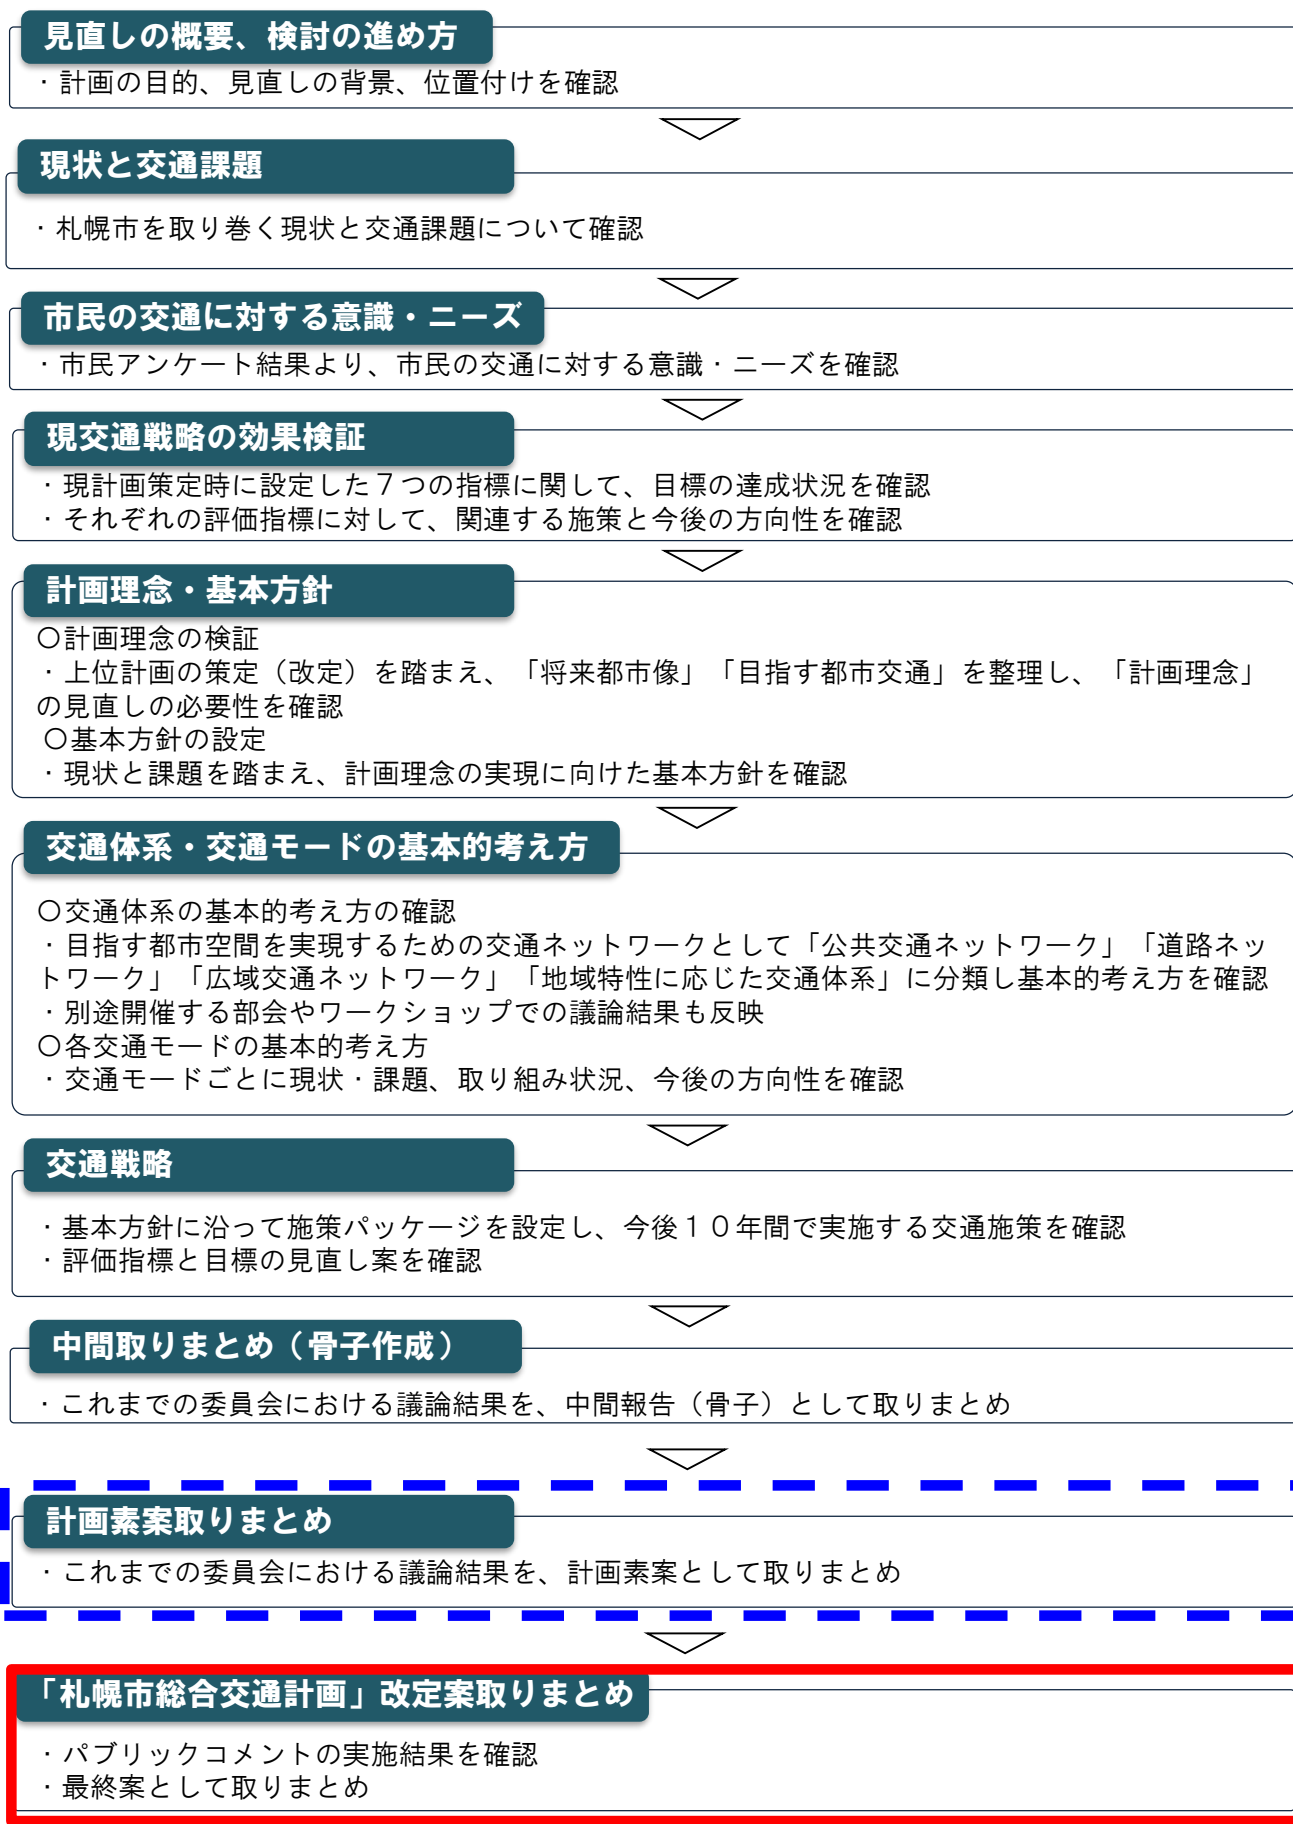 見直しの概要、検討の進め方
・計画の目的、見直しの背景、位置付けを確認
現状と交通課題
・札幌市を取り巻く現状と交通課題について確認
市民の交通に対する意識・ニーズ
・市民アンケート結果より、市民の交通に対する意識・ニーズを確認
現交通戦略の効果検証
・現計画策定時に設定した７つの指標に関して、目標の達成状況を確認
・それぞれの評価指標に対して、関連する施策と今後の方向性を確認
計画理念・基本方針
〇計画理念の検証
・上位計画の策定（改定）を踏まえ、「将来都市像」「目指す都市交通」を整理し、「計画理念」
の見直しの必要性を確認
〇基本方針の設定
・現状と課題を踏まえ、計画理念の実現に向けた基本方針を確認
交通体系・交通モードの基本的考え方
〇交通体系の基本的考え方の確認
・目指す都市空間を実現するための交通ネットワークとして「公共交通ネットワーク」「道路ネッ
トワーク」「広域交通ネットワーク」「地域特性に応じた交通体系」に分類し基本的考え方を確認
・別途開催する部会やワークショップでの議論結果も反映
〇各交通モードの基本的考え方
・交通モードごとに現状・課題、取り組み状況、今後の方向性を確認
交通戦略
・基本方針に沿って施策パッケージを設定し、今後１０年間で実施する交通施策を確認
・評価指標と目標の見直し案を確認
中間取りまとめ（骨子作成）
・これまでの委員会における議論結果を、中間報告（骨子）として取りまとめ
計画素案取りまとめ
・これまでの委員会における議論結果を、計画素案として取りまとめ
「札幌市総合交通計画」改定案取りまとめ
・パブリックコメントの実施結果を確認
・最終案として取りまとめ